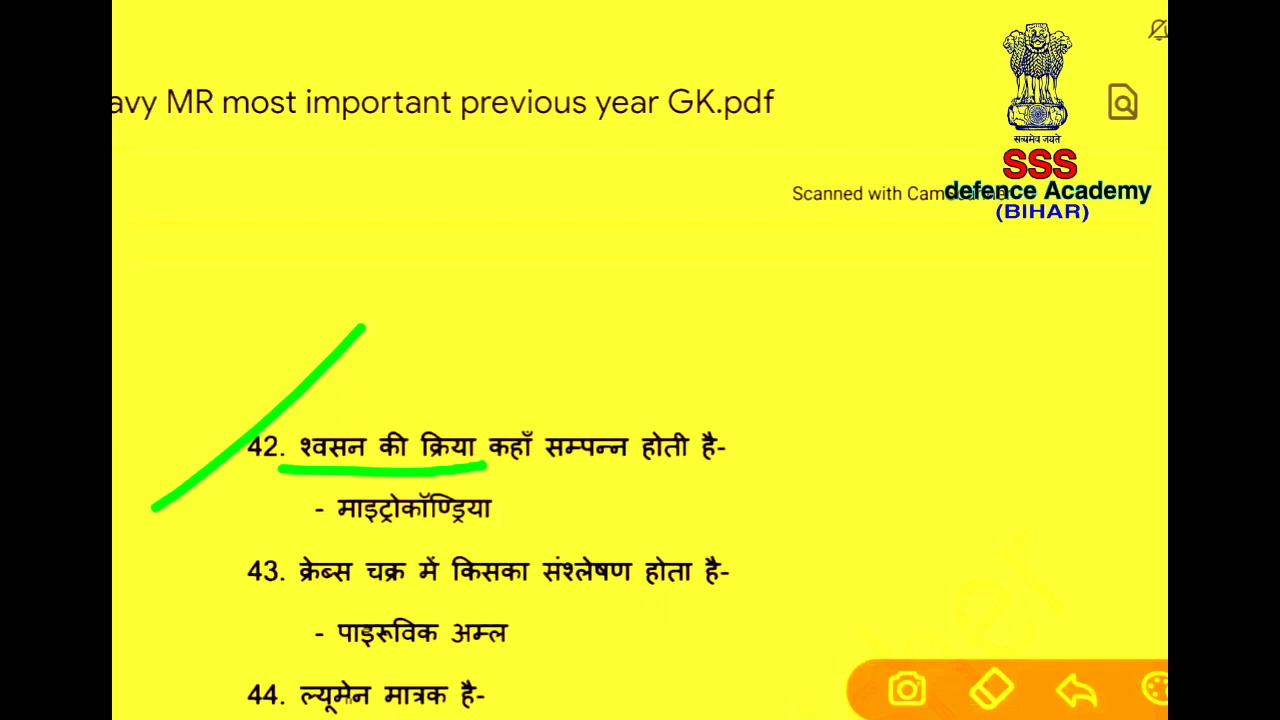 avy MR most important previous year GK.pdf
सत्यमेव जयते
SSS
Scanned with
defence Academy
(BIHAR)
42. श्वसन की क्रिया कहाँ सम्पन्न होती है-
- माइट्रोकॉण्ड्रिया
43. क्रेब्स चक्र में किसका संश्लेषण होता है-
- पाइरूविक अम्ल
44. ल्यूमेन मात्रक है-